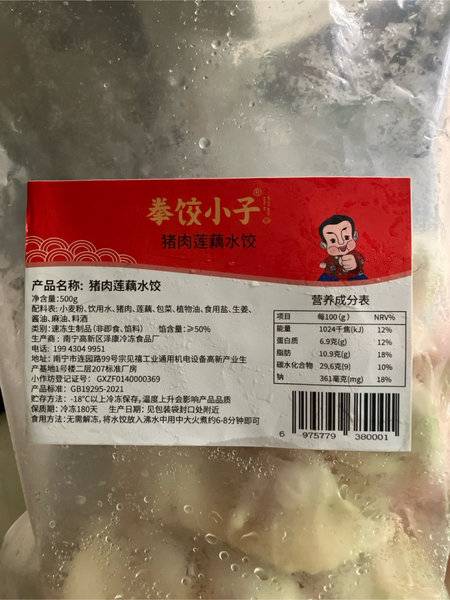 拳饺小子®
猪肉莲藕水饺
产品名称: 猪肉莲藕水饺
净含量:500g
配料表: 小麦粉、饮用水、猪肉、莲藕、包菜、植物油、食用盐、生姜、
酱油、麻油、料酒
类别: 速冻生制品 (非即食、馅料) 馅含量:≥50%
生产商: 南宁高新区泽康冷冻食品厂
电话: 199 4304 9951
地址: 南宁市连园路99号宗兄禧工业通用机电设备高新产业生
产基地1号楼二层207标准厂房
小作坊登记证号: GXZF0140000369
产品标准: GB19295-2021
贮存方法: -18℃以上冷冻保存,温度上升会影响产品品质
保质期: 冷冻180天 生产日期: 见包装袋封口处附近
食用方法: 无需解冻,将水饺放入沸水中用中大火煮约6-8分钟即可
营养成分表
项目 每100(g) NRV%
能量 1024千焦(kJ) 12%
蛋白质 6.9克(g) 12%
脂肪 10.9克(g) 18%
碳水化合物 29.6克(9) 10%
钠 361毫克(mg) 18%
6 975779 380001